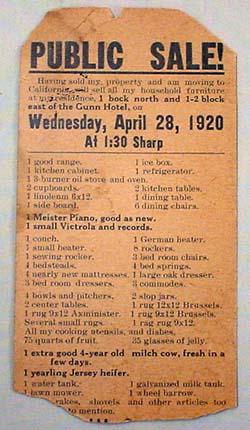 PUBLIC SALE!
Having sold my property and am moving to
California, will sell all my household furniture
at my residence, 1 bock north and 1-2 block
east of the Gunn Hotel, on
Wednesday, April 28, 1920
At 1:30 Sharp
1 good range. 1 ice box.
1 kitchen cabinet. 1 refrigerator.
1 3-burner oil stove and oven.
2 cupboards. 2 kitchen tables.
1 linolenm 6x12. 1 dining table.
1 side board. 6 dining chairs.
1 Meister Piano, good as new.
1 small Victrola and records.
1 couch. 1 German heater.
1 small heater. 6 rockers.
1 sewing rocker. 3 bed room chairs.
4 bedsteads. 4 bed springs.
4 nearly new mattresses. 1 large oak dresser.
3 bed room dressers. 3 commodes.
4 bowls and pitchers. 2 slop jars.
2 center tables. 1 rug 12x12 Brussels.
1 rug 9x12 Axminister. 1 rug 9x12 Brussels.
Several small rugs.
All my cooking utensils, and dishes,
75 quarts of fruit. 35 glasses of jelly.
1 extra good 4-year old milch cow, fresh in a
few days.
1 yearling Jersey heifer.
1 water tank. 1 galvanized milk tank.
1 lawn mower. 1 wheel barrow.
rakes, shovels and other articles too
to mention.